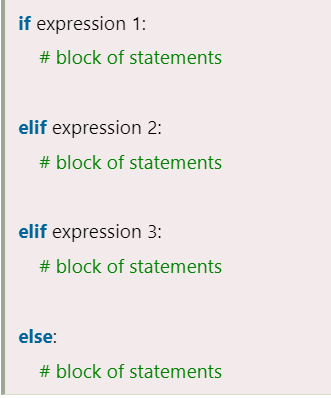 if expression 1:
# block of statements
elif expression 2:
# block of statements
elif expression 3:
# block of statements
else:
# block of statements